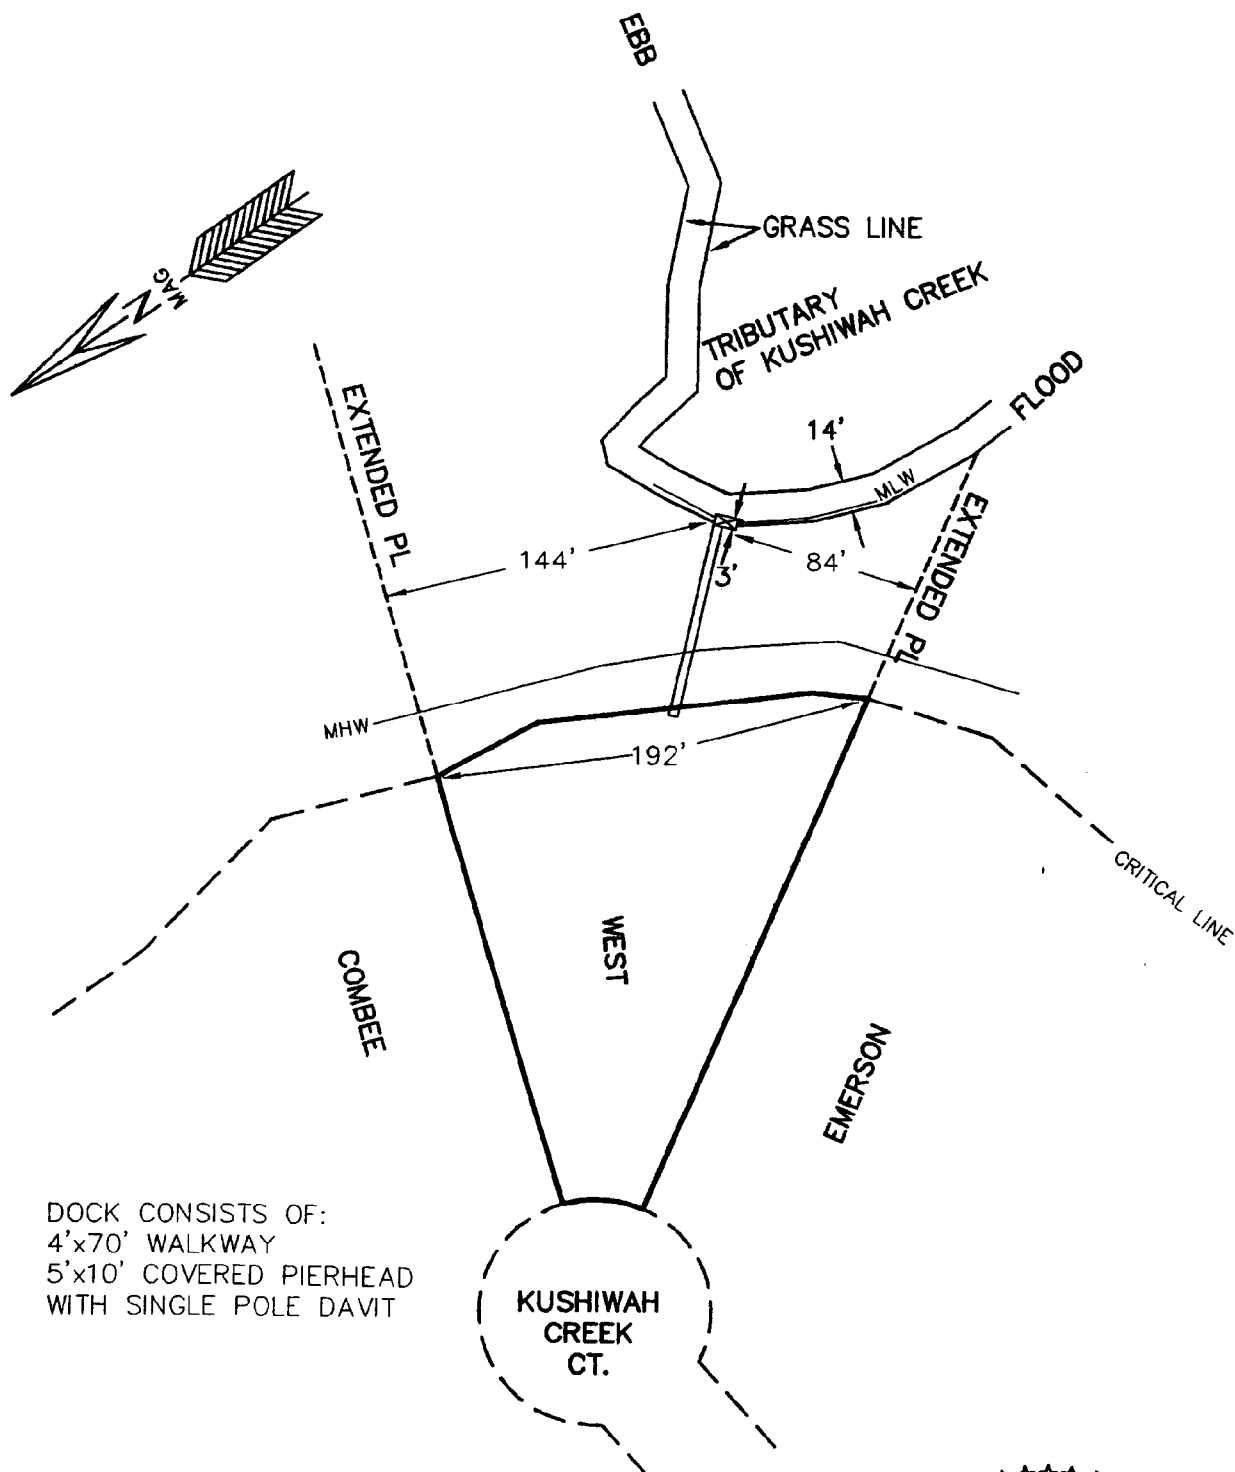 EBB
GRASS LINE
TRIBUTARY
OF KUSHIWAH CREEK
N
MAG
FLOOD
14'
MLW
EXTENDED PL
EXTENDED PL
144'
3'
84'
MHW
192'
CRITICAL LINE
WEST
COMBEE
EMERSON
DOCK CONSISTS OF:
4'x70' WALKWAY
5'x10' COVERED PIERHEAD
WITH SINGLE POLE DAVIT
KUSHIWAH
CREEK
CT.